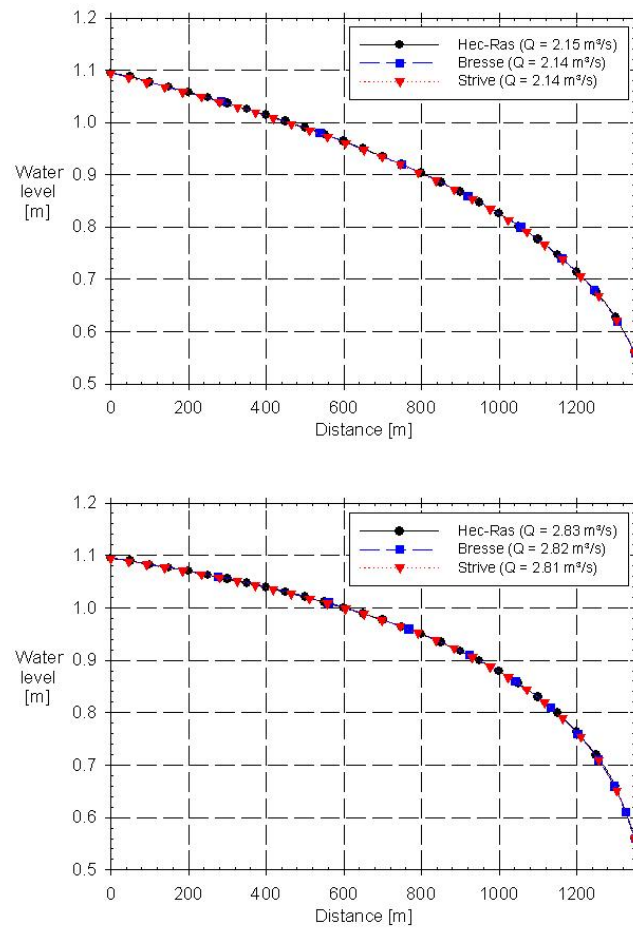 1.2
1.1
1.0
0.9
0.8
0.7
0.6
0.5
Water
level
[m]
Hec-Ras (Q = 2.15 m³/s)
Bresse (Q = 2.14 m³/s)
Strive (Q = 2.14 m³/s)
0 200 400 600 800 1000 1200
Distance [m]
1.2
1.1
1.0
0.9
0.8
0.7
0.6
0.5
Water
level
[m]
Hec-Ras (Q = 2.83 m³/s)
Bresse (Q = 2.82 m³/s)
Strive (Q = 2.81 m³/s)
0 200 400 600 800 1000 1200
Distance [m]